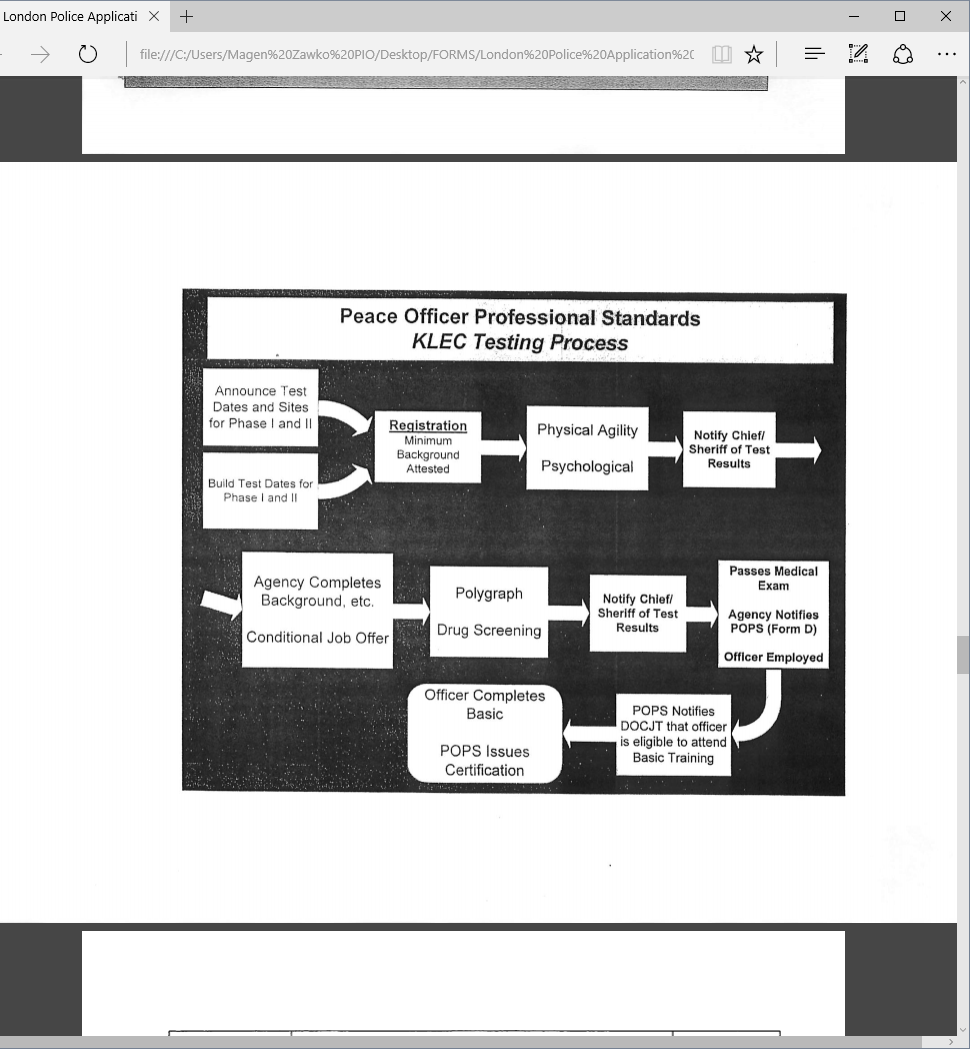 London Police Applicati
file:///C:/Users/Magen%20Zawko%20PIO/Desktop/FORMS/London%20Police%20Application%2(
Peace Officer Professional Standards
KLEC Testing Process
Announce Test
Dates and Sites
for Phase I and II
Build Test Dates for
Phase I and II
Registration
Minimum
Background
Attested
Physical Agility
Psychological
Notify Chief/
Sheriff of Test
Results
Agency Completes
Background, etc.
Conditional Job Offer
Polygraph
Drug Screening
Notify Chief/
Sheriff of Test
Results
Passes Medical
Exam
Agency Notifies
POPS (Form D)
Officer Employed
POPS Notifies
DOCJT that officer
is eligible to attend
Basic Training
Officer Completes
Basic
POPS Issues
Certification